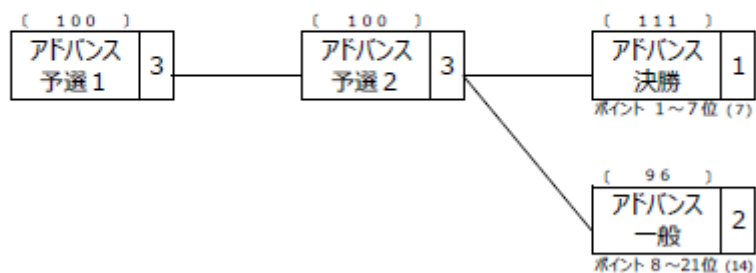 〔 100 〕
アドバンス
予選1
3
〔 100 〕
アドバンス
予選2
3
〔 111 〕
アドバンス
決勝
1
ポイント 1～7位 (7)
〔 96 〕
アドバンス
一般
2
ポイント 8～21位 (14)